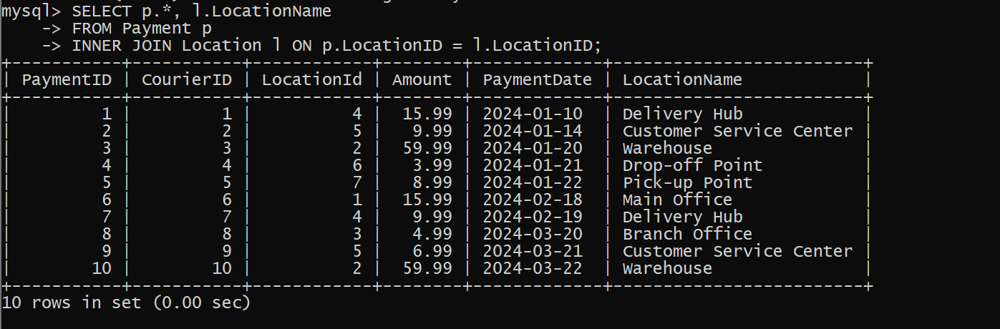 mysql> SELECT p.*, l.LocationName
    -> FROM Payment p
    -> INNER JOIN Location l ON p.LocationID = l.LocationID;
+-----------+-----------+------------+--------+-------------+-------------------------+
| PaymentID | CourierID | LocationId | Amount | PaymentDate | LocationName            |
+-----------+-----------+------------+--------+-------------+-------------------------+
|         1 |         1 |          4 |  15.99 | 2024-01-10  | Delivery Hub            |
|         2 |         2 |          5 |   9.99 | 2024-01-14  | Customer Service Center |
|         3 |         3 |          2 |  59.99 | 2024-01-20  | Warehouse               |
|         4 |         4 |          6 |   3.99 | 2024-01-21  | Drop-off Point          |
|         5 |         5 |          7 |   8.99 | 2024-01-22  | Pick-up Point           |
|         6 |         6 |          1 |  15.99 | 2024-02-18  | Main Office             |
|         7 |         7 |          4 |   9.99 | 2024-02-19  | Delivery Hub            |
|         8 |         8 |          3 |   4.99 | 2024-03-20  | Branch Office           |
|         9 |         9 |          5 |   6.99 | 2024-03-21  | Customer Service Center |
|        10 |        10 |          2 |  59.99 | 2024-03-22  | Warehouse               |
+-----------+-----------+------------+--------+-------------+-------------------------+
10 rows in set (0.00 sec)